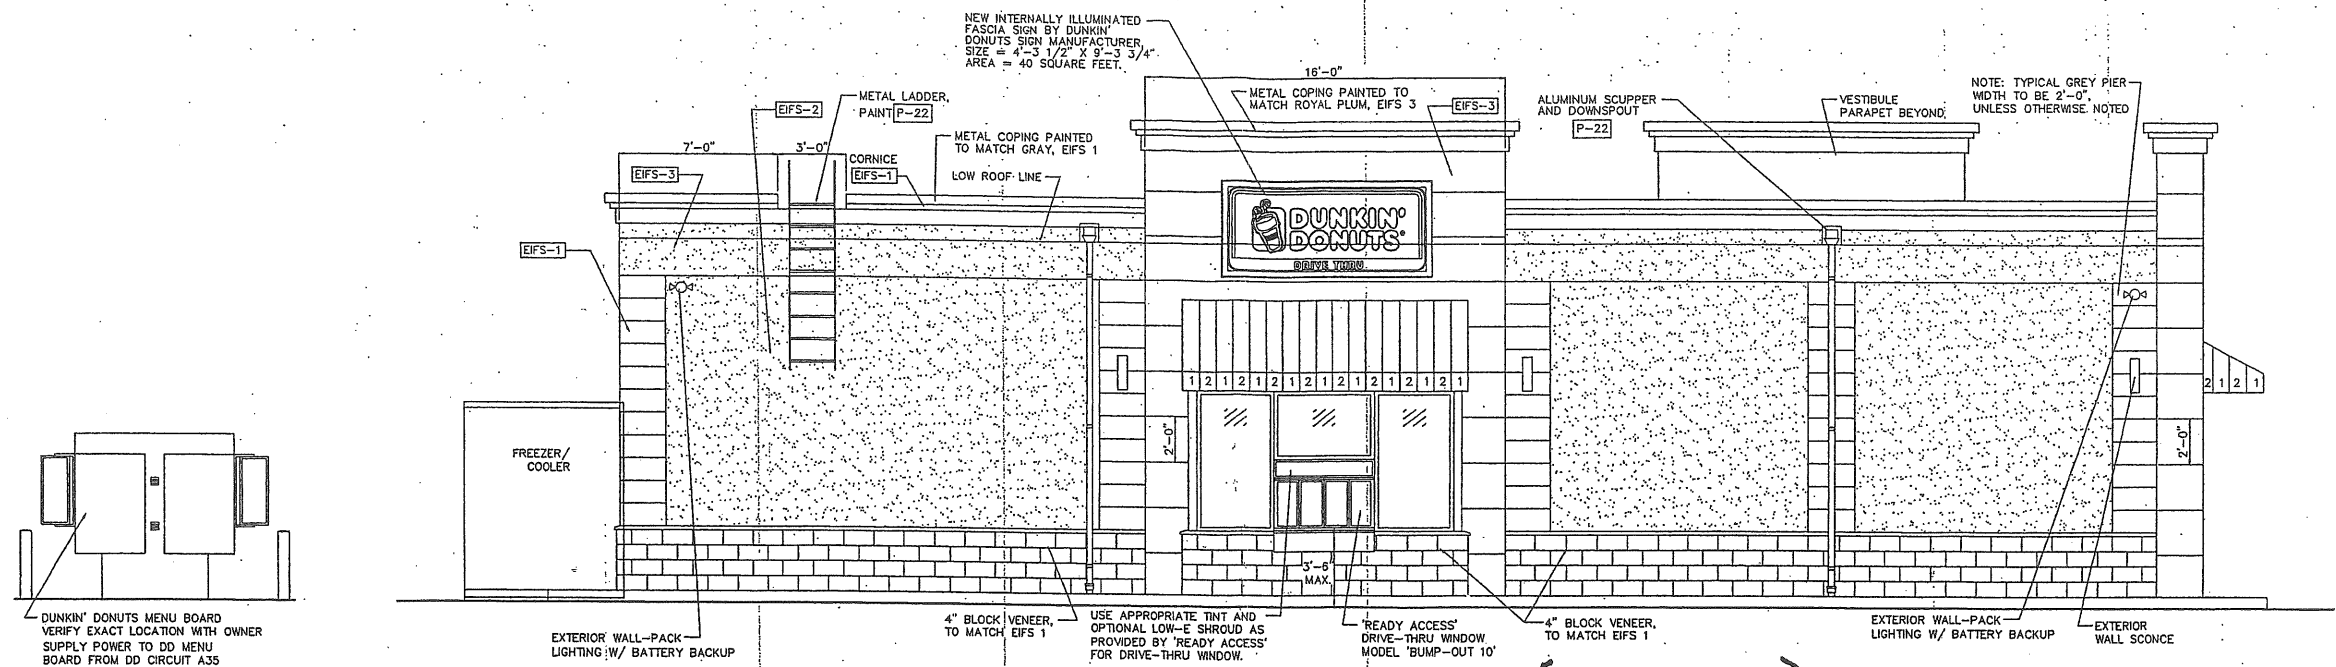 NEW INTERNALLY ILLUMINATED
FASCIA SIGN BY DUNKIN'
DONUTS SIGN MANUFACTURER,
SIZE = 4'-3 1/2" X 9'-3 3/4"
AREA = 40 SQUARE FEET.
16'-0"
METAL COPING PAINTED TO
MATCH ROYAL PLUM, EIFS 3
EIFS-3
ALUMINUM SCUPPER
AND DOWNSPOUT
P-22
VESTIBULE
PARAPET BEYOND
NOTE: TYPICAL GREY PIER
WIDTH TO BE 2'-0",
UNLESS OTHERWISE NOTED
EIFS-2
METAL LADDER,
PAINT P-22
METAL COPING PAINTED
TO MATCH GRAY, EIFS 1
7'-0"
3'-0"
CORNICE
EIFS-1
EIFS-3
LOW ROOF LINE
EIFS-1
DUNKIN'
DONUTS
DRIVE THRU
1 2 1 2 1 2 1 2 1 2 1 2 1 2 1 2 1
2 1 2 1
2'-0"
2'-0"
FREEZER/
COOLER
3'-6"
MAX.
DUNKIN' DONUTS MENU BOARD
VERIFY EXACT LOCATION WITH OWNER
SUPPLY POWER TO DD MENU
BOARD FROM DD CIRCUIT A35
EXTERIOR WALL-PACK
LIGHTING W/ BATTERY BACKUP
4" BLOCK VENEER,
TO MATCH EIFS 1
USE APPROPRIATE TINT AND
OPTIONAL LOW-E SHROUD AS
PROVIDED BY 'READY ACCESS'
FOR DRIVE-THRU WINDOW.
'READY ACCESS'
DRIVE-THRU WINDOW
MODEL 'BUMP-OUT 10'
4" BLOCK VENEER,
TO MATCH EIFS 1
EXTERIOR WALL-PACK
LIGHTING W/ BATTERY BACKUP
EXTERIOR
WALL SCONCE